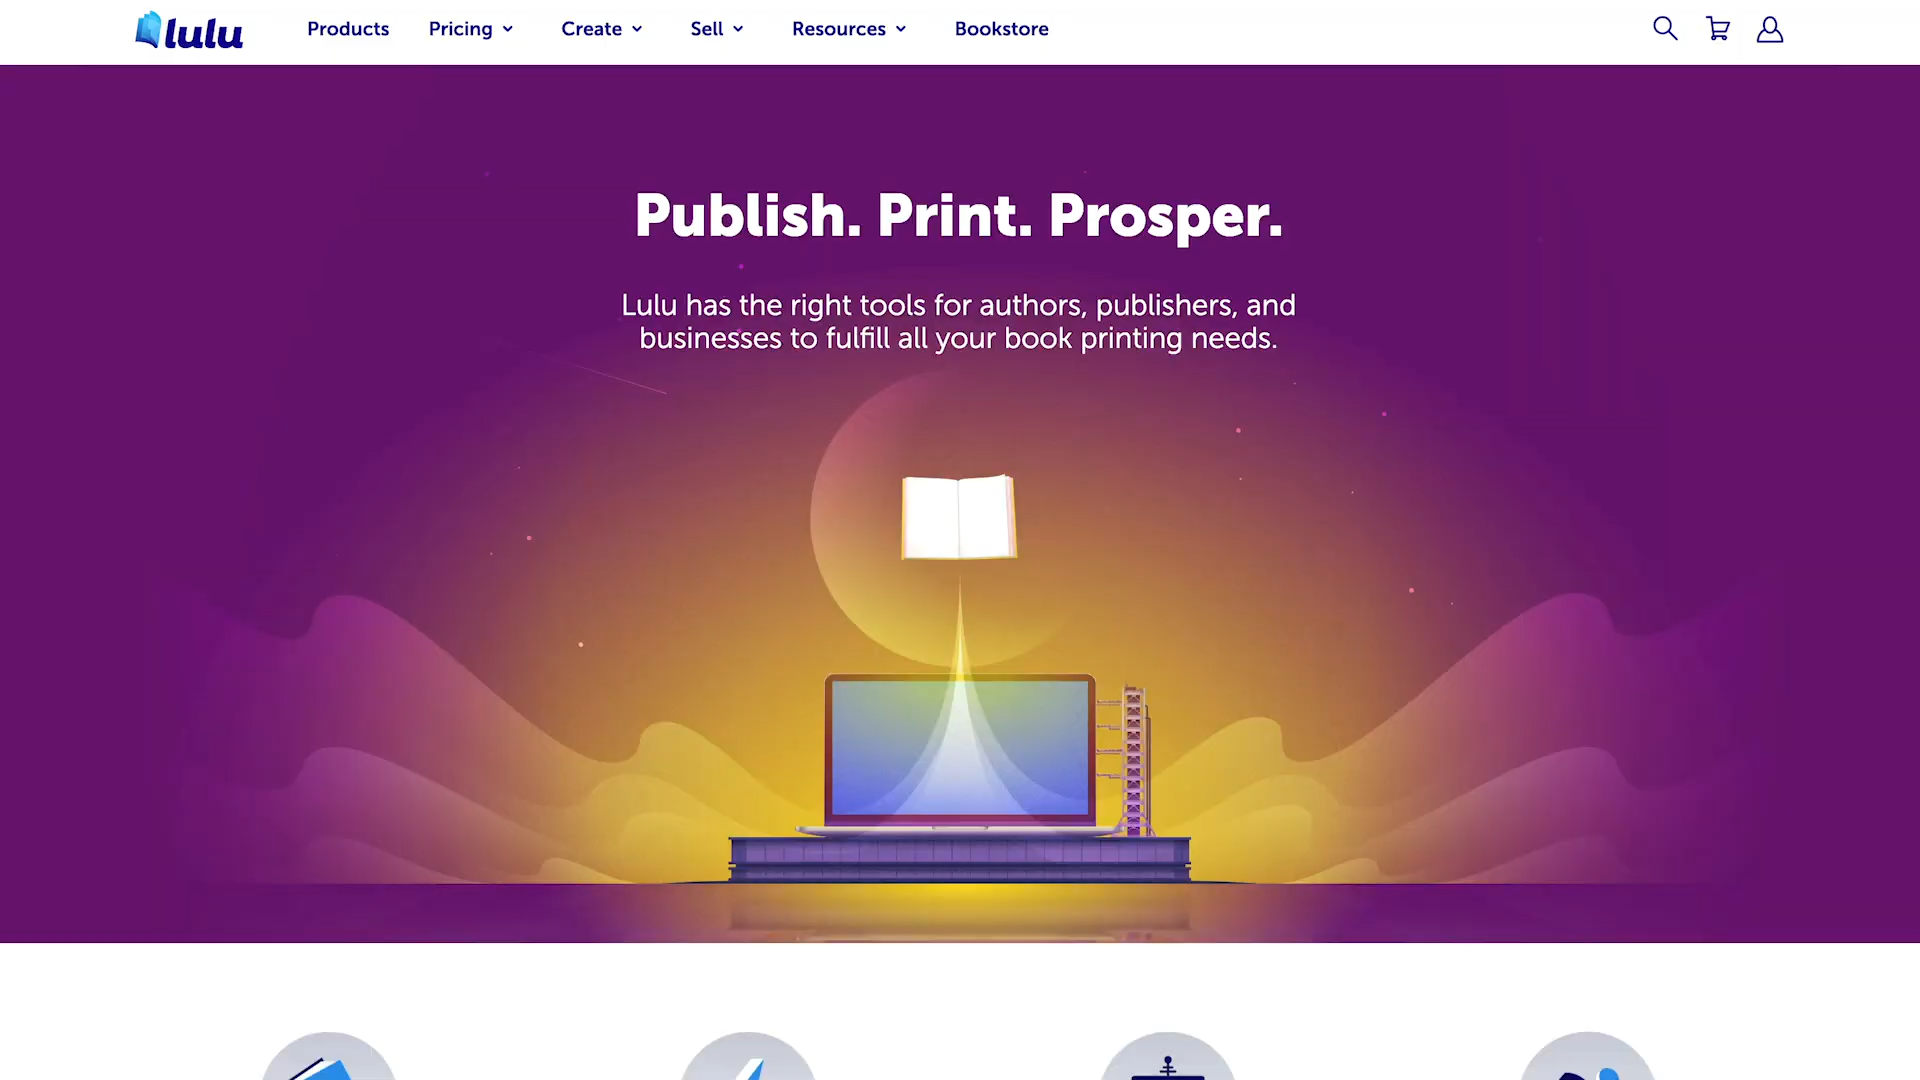 lulu
Products
Pricing
Create
Sell
Resources
Bookstore
Publish. Print. Prosper.
Lulu has the right tools for authors, publishers, and
businesses to fulfill all your book printing needs.